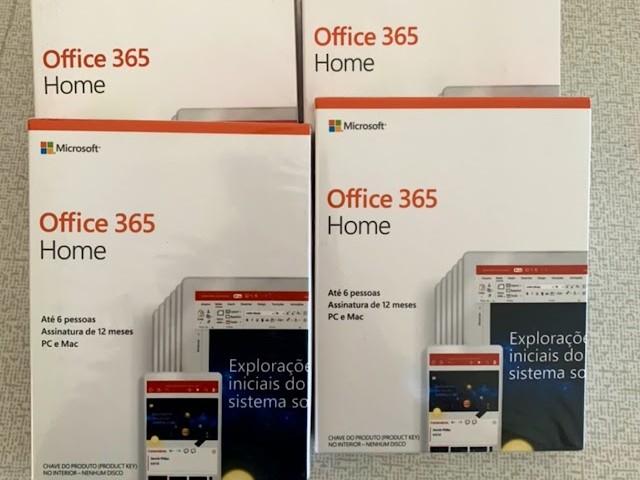 Office 365
Home
Office 365
Home
Microsoft
Office 365
Home
Até 6 pessoas
Assinatura de 12 meses
PC e Mac
Exploraçõe
iniciais do
sistema so
CHAVE DO PRODUTO (PRODUCT KEY)
NO INTERIOR – NENHUM DISCO
Microsoft
Office 365
Home
Até 6 pessoas
Assinatura de 12 meses
PC e Mac
Exploraçõe
iniciais do
sistema so
CHAVE DO PRODUTO (PRODUCT KEY)
NO INTERIOR – NENHUM DISCO